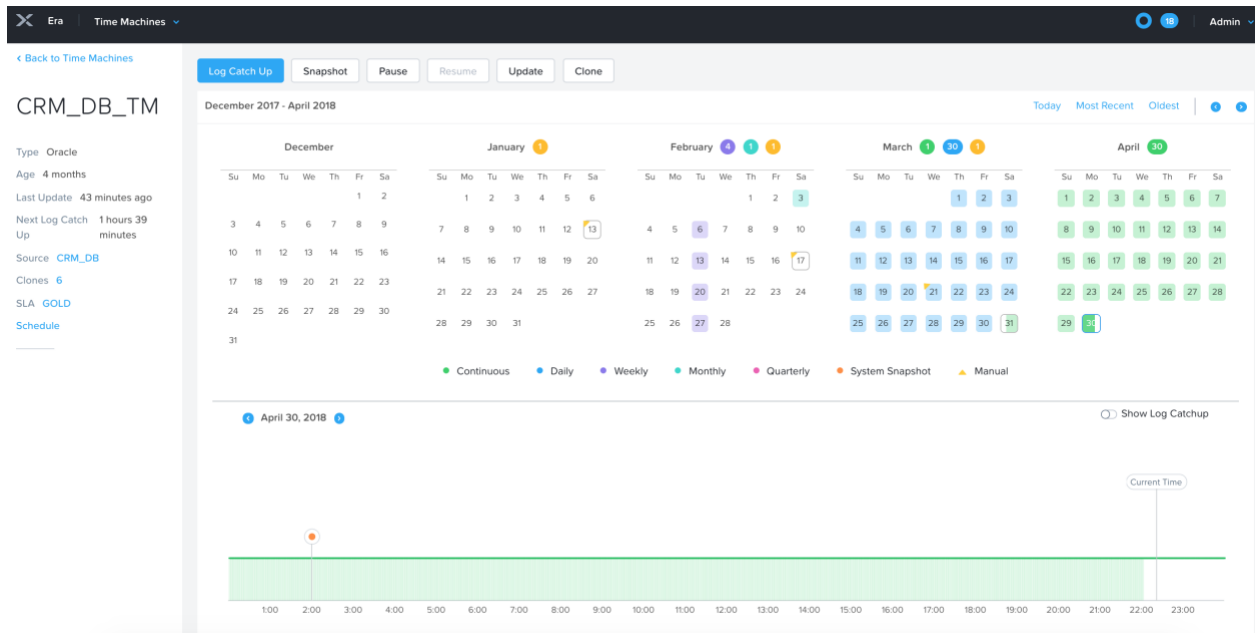 Era Time Machines 18 Admin
Back to Time Machines
Log Catch Up Snapshot Pause Resume Update Clone
CRM_DB_TM
December 2017 - April 2018 Today Most Recent Oldest
Type Oracle
Age 4 months
Last Update 43 minutes ago
Next Log Catch Up 1 hours 39 minutes
Source CRM_DB
Clones 6
SLA GOLD
Schedule
December
Su Mo Tu We Th Fr Sa
1 2
3 4 5 6 7 8 9
10 11 12 13 14 15 16
17 18 19 20 21 22 23
24 25 26 27 28 29 30
31
January 1
Su Mo Tu We Th Fr Sa
1 2 3 4 5 6
7 8 9 10 11 12 13
14 15 16 17 18 19 20
21 22 23 24 25 26 27
28 29 30 31
February 4 1 1
Su Mo Tu We Th Fr Sa
1 2 3
4 5 6 7 8 9 10
11 12 13 14 15 16 17
18 19 20 21 22 23 24
25 26 27 28
March 1 30 1
Su Mo Tu We Th Fr Sa
1 2 3
4 5 6 7 8 9 10
11 12 13 14 15 16 17
18 19 20 21 22 23 24
25 26 27 28 29 30 31
April 30
Su Mo Tu We Th Fr Sa
1 2 3 4 5 6 7
8 9 10 11 12 13 14
15 16 17 18 19 20 21
22 23 24 25 26 27 28
29 30
Continuous Daily Weekly Monthly Quarterly System Snapshot Manual
April 30, 2018 Show Log Catchup
Current Time
1:00 2:00 3:00 4:00 5:00 6:00 7:00 8:00 9:00 10:00 11:00 12:00 13:00 14:00 15:00 16:00 17:00 18:00 19:00 20:00 21:00 22:00 23:00